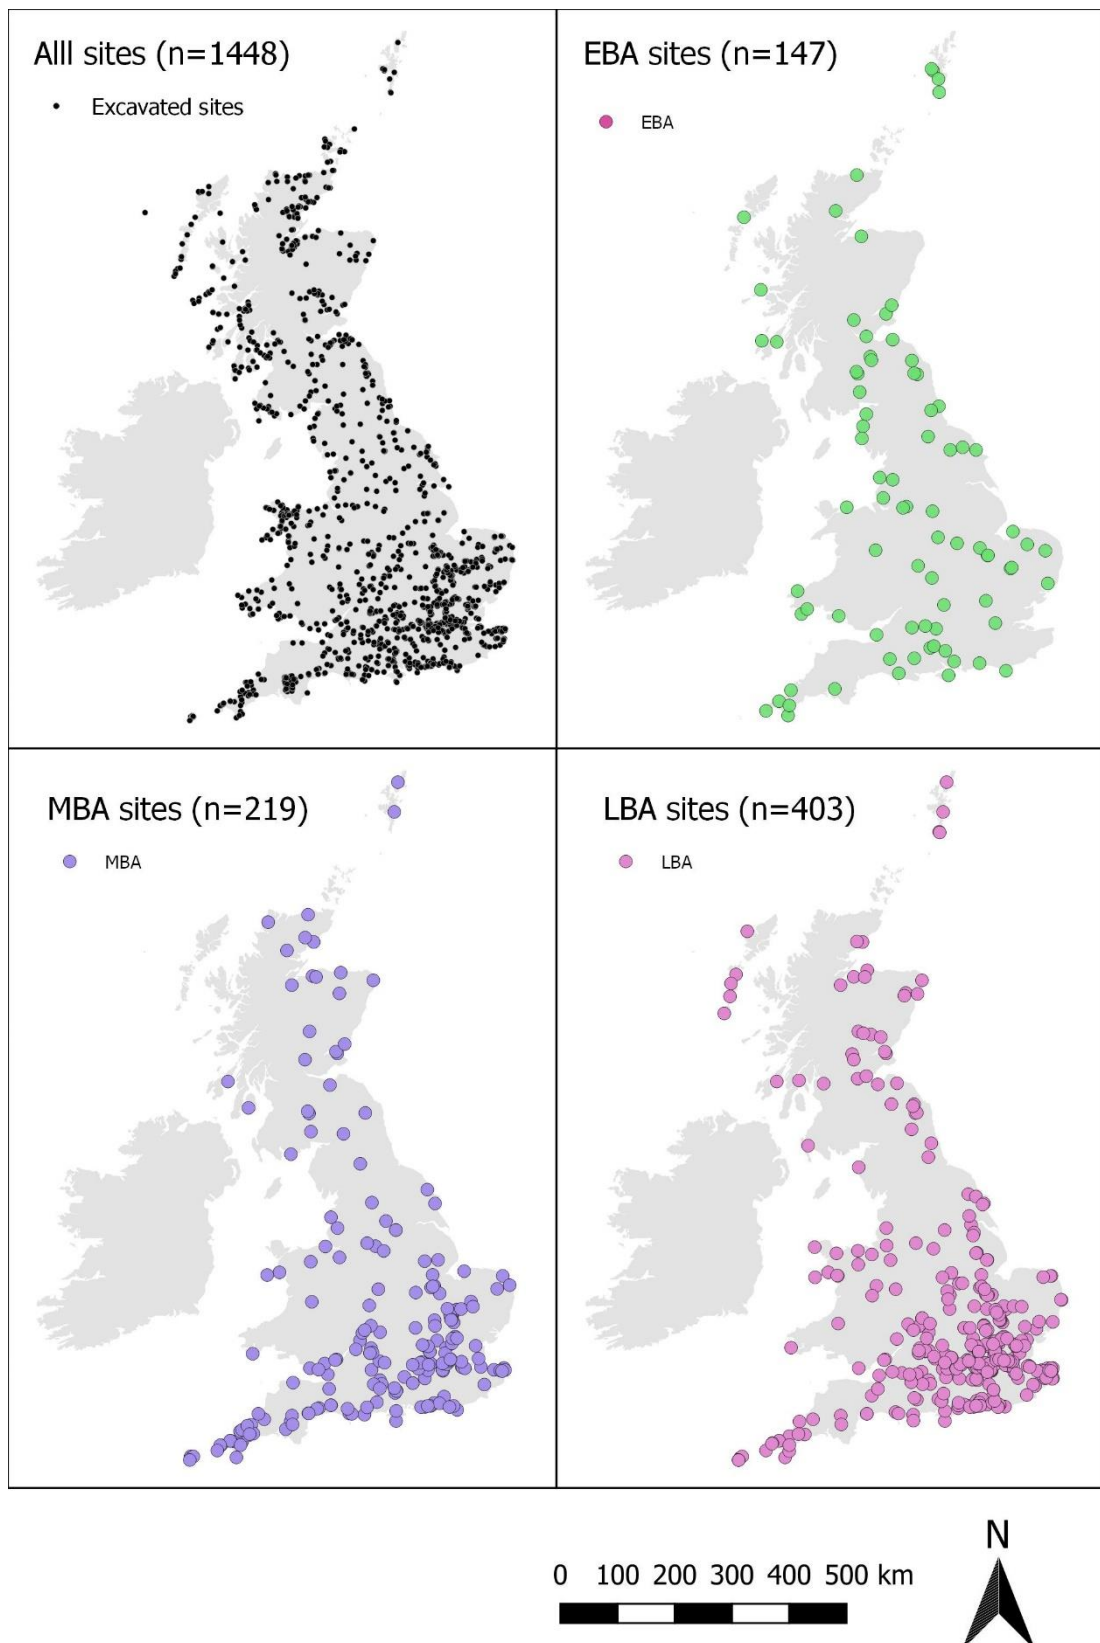 Alll sites (n=1448)
Excavated sites
EBA sites (n=147)
EBA
MBA sites (n=219)
MBA
LBA sites (n=403)
LBA
N
0 100 200 300 400 500 km